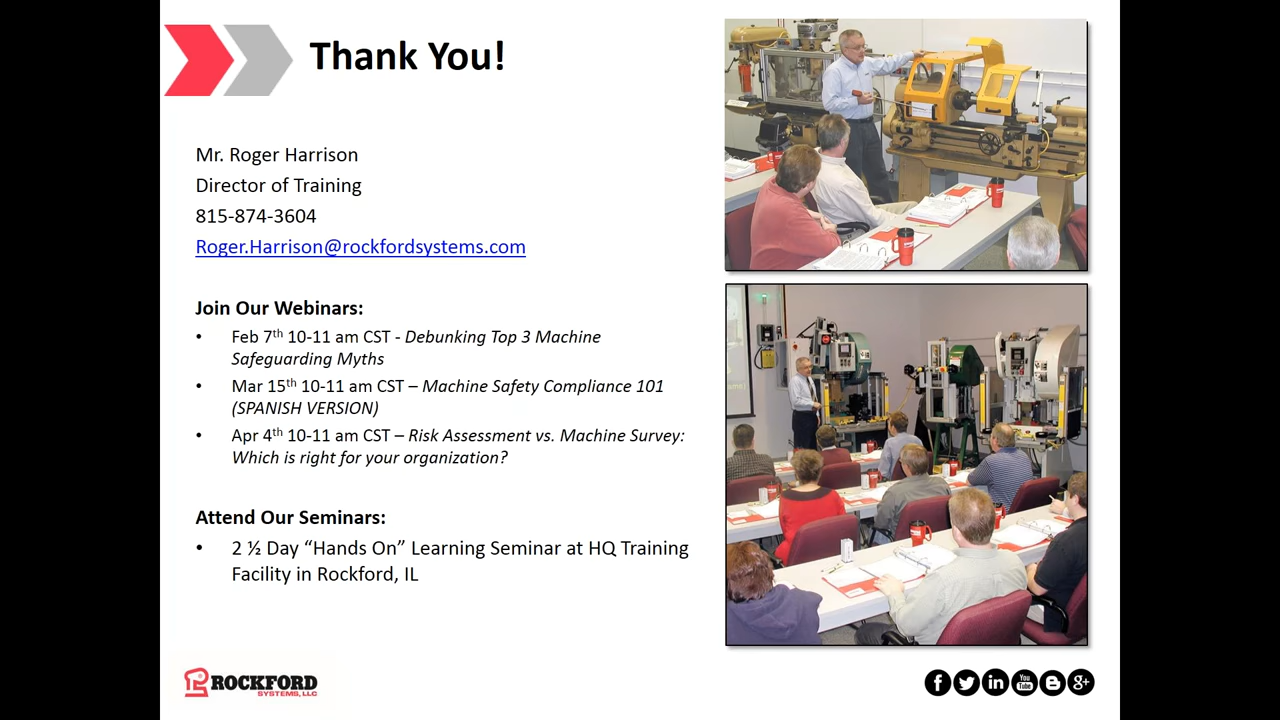 Thank You!
Mr. Roger Harrison
Director of Training
815-874-3604
Roger.Harrison@rockfordsystems.com
Join Our Webinars:
• Feb 7th 10-11 am CST - Debunking Top 3 Machine
Safeguarding Myths
• Mar 15th 10-11 am CST – Machine Safety Compliance 101
(SPANISH VERSION)
• Apr 4th 10-11 am CST – Risk Assessment vs. Machine Survey:
Which is right for your organization?
Attend Our Seminars:
• 2 ½ Day “Hands On” Learning Seminar at HQ Training
Facility in Rockford, IL
ROCKFORD
SYSTEMS, LLC
You
Tube
g+